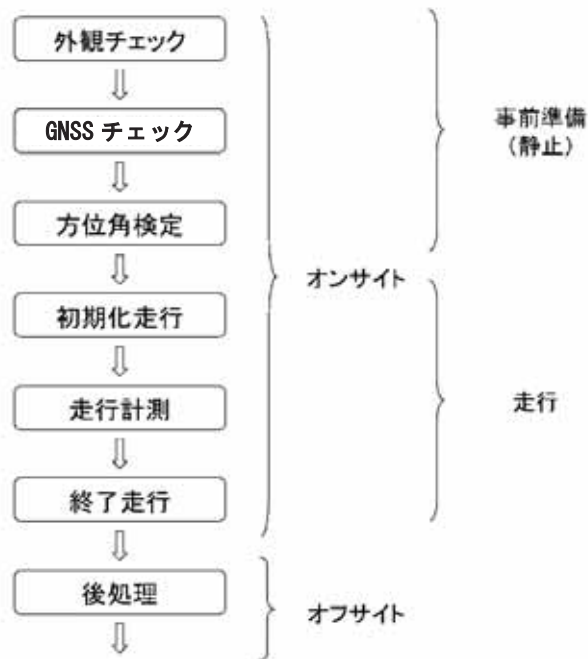 外観チェック
GNSS チェック
方位角検定
初期化走行
走行計測
終了走行
後処理
オンサイト
オフサイト
事前準備
（静止）
走行